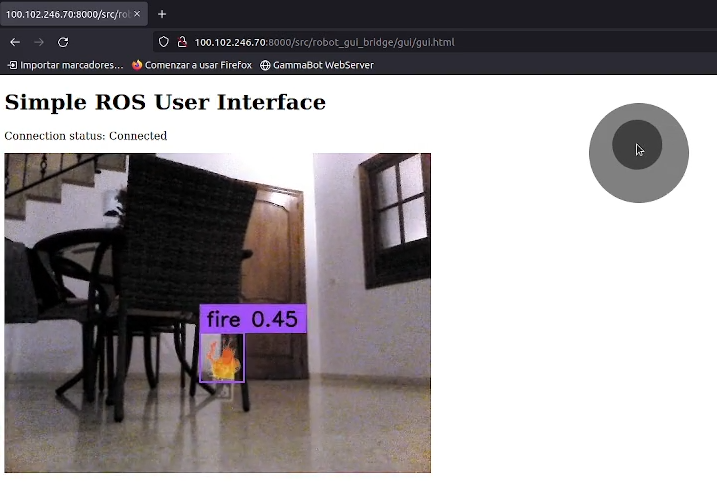 100.102.246.70:8000/src/rob
100.102.246.70:8000/src/robot_gui_bridge/gui/gui.html
Importar marcadores… Comenzar a usar Firefox GammaBot WebServer
Simple ROS User Interface
Connection status: Connected
fire 0.45